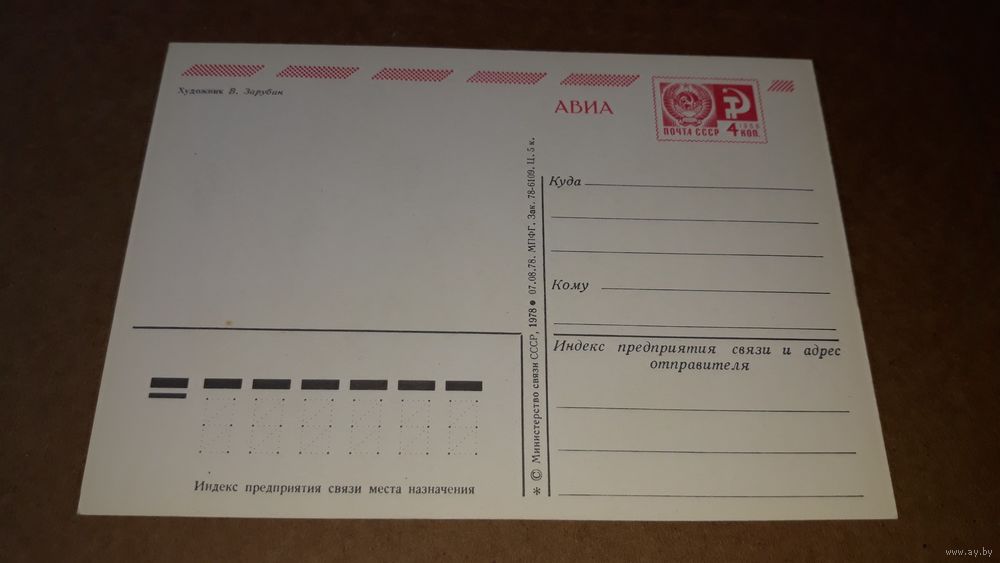 Художник В. Зарубин
АВИА
ПОЧТА СССР
1966
4 КОП.
Куда
Кому
Индекс предприятия связи и адрес
отправителя
* © Министерство связи СССР, 1978 ● 07.08.78. МПФГ. Зак. 78-6109. Ц. 5 к.
Индекс предприятия связи места назначения
www.ay.by